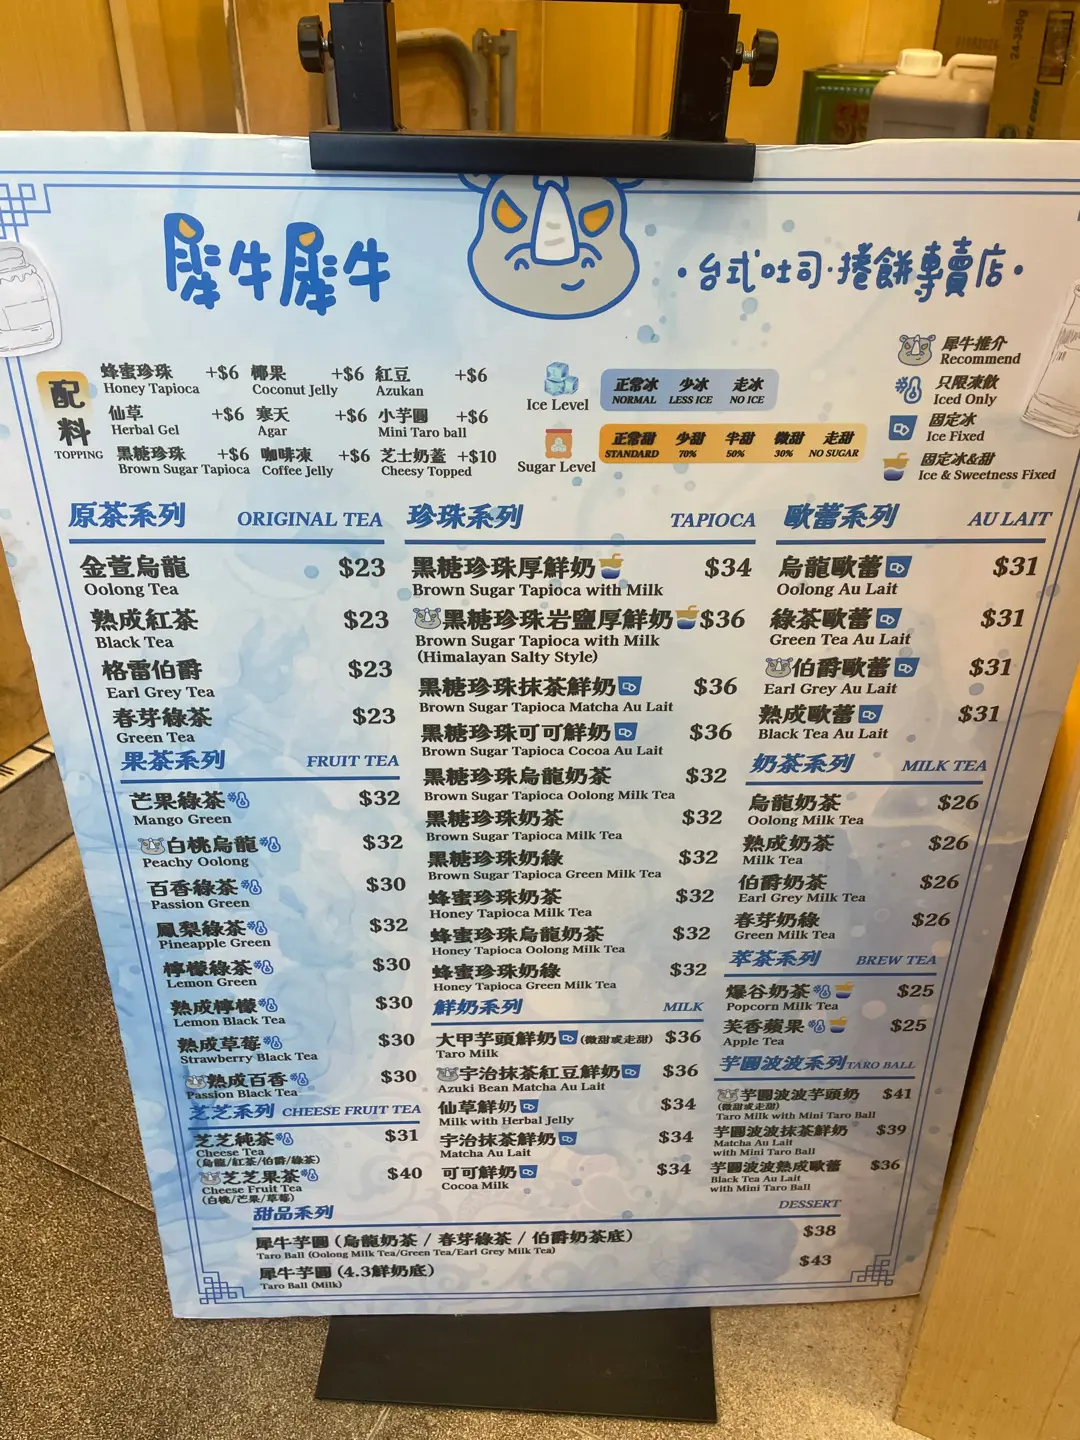 犀牛犀牛
・台式吐司・捲餅專賣店・
配料
TOPPING
蜂蜜珍珠 +$6 椰果 +$6 紅豆 +$6
Honey Tapioca Coconut Jelly Azukan
仙草 +$6 寒天 +$6 小芋圓 +$6
Herbal Gel Agar Mini Taro ball
黑糖珍珠 +$6 咖啡凍 +$6 芝士奶蓋 +$10
Brown Sugar Tapioca Coffee Jelly Cheesy Topped
Ice Level
正常冰 少冰 走冰
NORMAL LESS ICE NO ICE
Sugar Level
正常甜 少甜 半甜 微甜 走甜
STANDARD 70% 50% 30% NO SUGAR
犀牛推介
Recommend
只限凍飲
Iced Only
固定冰
Ice Fixed
固定冰&甜
Ice & Sweetness Fixed
原茶系列 ORIGINAL TEA
金萱烏龍 $23
Oolong Tea
熟成紅茶 $23
Black Tea
格雷伯爵 $23
Earl Grey Tea
春芽綠茶 $23
Green Tea
果茶系列 FRUIT TEA
芒果綠茶 $32
Mango Green
白桃烏龍 $32
Peachy Oolong
百香綠茶 $30
Passion Green
鳳梨綠茶 $32
Pineapple Green
檸檬綠茶 $30
Lemon Green
熟成檸檬 $30
Lemon Black Tea
熟成草莓 $30
Strawberry Black Tea
熟成百香 $30
Passion Black Tea
芝芝系列 CHEESE FRUIT TEA
芝芝純茶 $31
Cheese Tea
(烏龍/紅茶/伯爵/綠茶)
芝芝果茶 $40
Cheese Fruit Tea
(白桃/芒果/草莓)
珍珠系列 TAPIOCA
黑糖珍珠厚鮮奶 $34
Brown Sugar Tapioca with Milk
黑糖珍珠岩鹽厚鮮奶 $36
Brown Sugar Tapioca with Milk
(Himalayan Salty Style)
黑糖珍珠抹茶鮮奶 $36
Brown Sugar Tapioca Matcha Au Lait
黑糖珍珠可可鮮奶 $36
Brown Sugar Tapioca Cocoa Au Lait
黑糖珍珠烏龍奶茶 $32
Brown Sugar Tapioca Oolong Milk Tea
黑糖珍珠奶茶 $32
Brown Sugar Tapioca Milk Tea
黑糖珍珠奶綠 $32
Brown Sugar Tapioca Green Milk Tea
蜂蜜珍珠奶茶 $32
Honey Tapioca Milk Tea
蜂蜜珍珠烏龍奶茶 $32
Honey Tapioca Oolong Milk Tea
蜂蜜珍珠奶綠 $32
Honey Tapioca Green Milk Tea
鮮奶系列 MILK
大甲芋頭鮮奶 (微甜或走甜) $36
Taro Milk
宇治抹茶紅豆鮮奶 $36
Azuki Bean Matcha Au Lait
仙草鮮奶 $34
Milk with Herbal Jelly
宇治抹茶鮮奶 $34
Matcha Au Lait
可可鮮奶 $34
Cocoa Milk
歐蕾系列 AU LAIT
烏龍歐蕾 $31
Oolong Au Lait
綠茶歐蕾 $31
Green Tea Au Lait
伯爵歐蕾 $31
Earl Grey Au Lait
熟成歐蕾 $31
Black Tea Au Lait
奶茶系列 MILK TEA
烏龍奶茶 $26
Oolong Milk Tea
熟成奶茶 $26
Milk Tea
伯爵奶茶 $26
Earl Grey Milk Tea
春芽奶綠 $26
Green Milk Tea
萃茶系列 BREW TEA
爆谷奶茶 $25
Popcorn Milk Tea
芙香蘋果 $25
Apple Tea
芋圓波波系列 TARO BALL
芋圓波波芋頭奶 $41
(微甜或走甜)
Taro Milk with Mini Taro Ball
芋圓波波抹茶鮮奶 $39
Matcha Au Lait
with Mini Taro Ball
芋圓波波熟成歐蕾 $36
Black Tea Au Lait
with Mini Taro Ball
甜品系列 DESSERT
犀牛芋圓 (烏龍奶茶 / 春芽綠茶 / 伯爵奶茶底) $38
Taro Ball (Oolong Milk Tea/Green Tea/Earl Grey Milk Tea)
犀牛芋圓 (4.3鮮奶底) $43
Taro Ball (Milk)